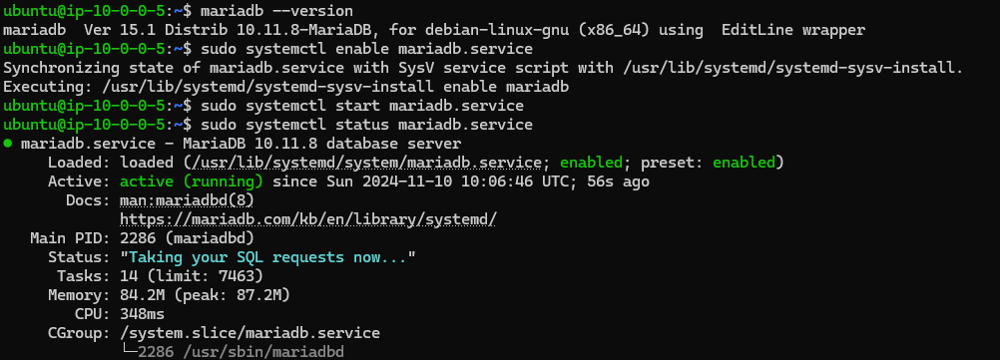 ubuntu@ip-10-0-0-5:~$ mariadb --version
mariadb  Ver 15.1 Distrib 10.11.8-MariaDB, for debian-linux-gnu (x86_64) using  EditLine wrapper
ubuntu@ip-10-0-0-5:~$ sudo systemctl enable mariadb.service
Synchronizing state of mariadb.service with SysV service script with /usr/lib/systemd/systemd-sysv-install.
Executing: /usr/lib/systemd/systemd-sysv-install enable mariadb
ubuntu@ip-10-0-0-5:~$ sudo systemctl start mariadb.service
ubuntu@ip-10-0-0-5:~$ sudo systemctl status mariadb.service
● mariadb.service - MariaDB 10.11.8 database server
     Loaded: loaded (/usr/lib/systemd/system/mariadb.service; enabled; preset: enabled)
     Active: active (running) since Sun 2024-11-10 10:06:46 UTC; 56s ago
       Docs: man:mariadbd(8)
             https://mariadb.com/kb/en/library/systemd/
   Main PID: 2286 (mariadbd)
     Status: "Taking your SQL requests now..."
      Tasks: 14 (limit: 7463)
     Memory: 84.2M (peak: 87.2M)
        CPU: 348ms
     CGroup: /system.slice/mariadb.service
             └─2286 /usr/sbin/mariadbd